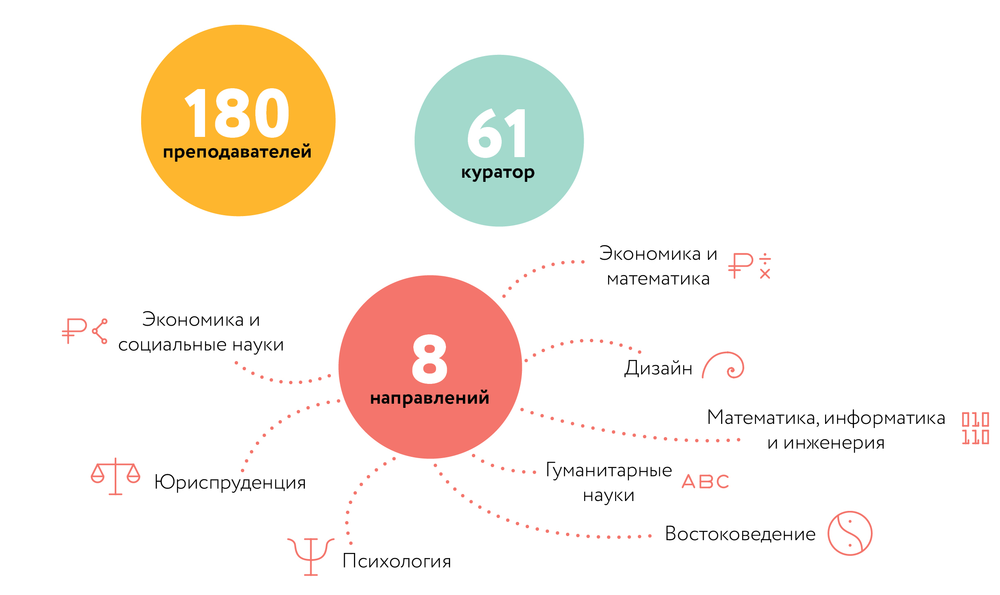 180
преподавателей
61
куратор
Экономика и
математика
Экономика и
социальные науки
8
направлений
Дизайн
Математика, информатика
и инженерия
010
110
Гуманитарные
науки
ABC
Юриспруденция
Востоковедение
Психология